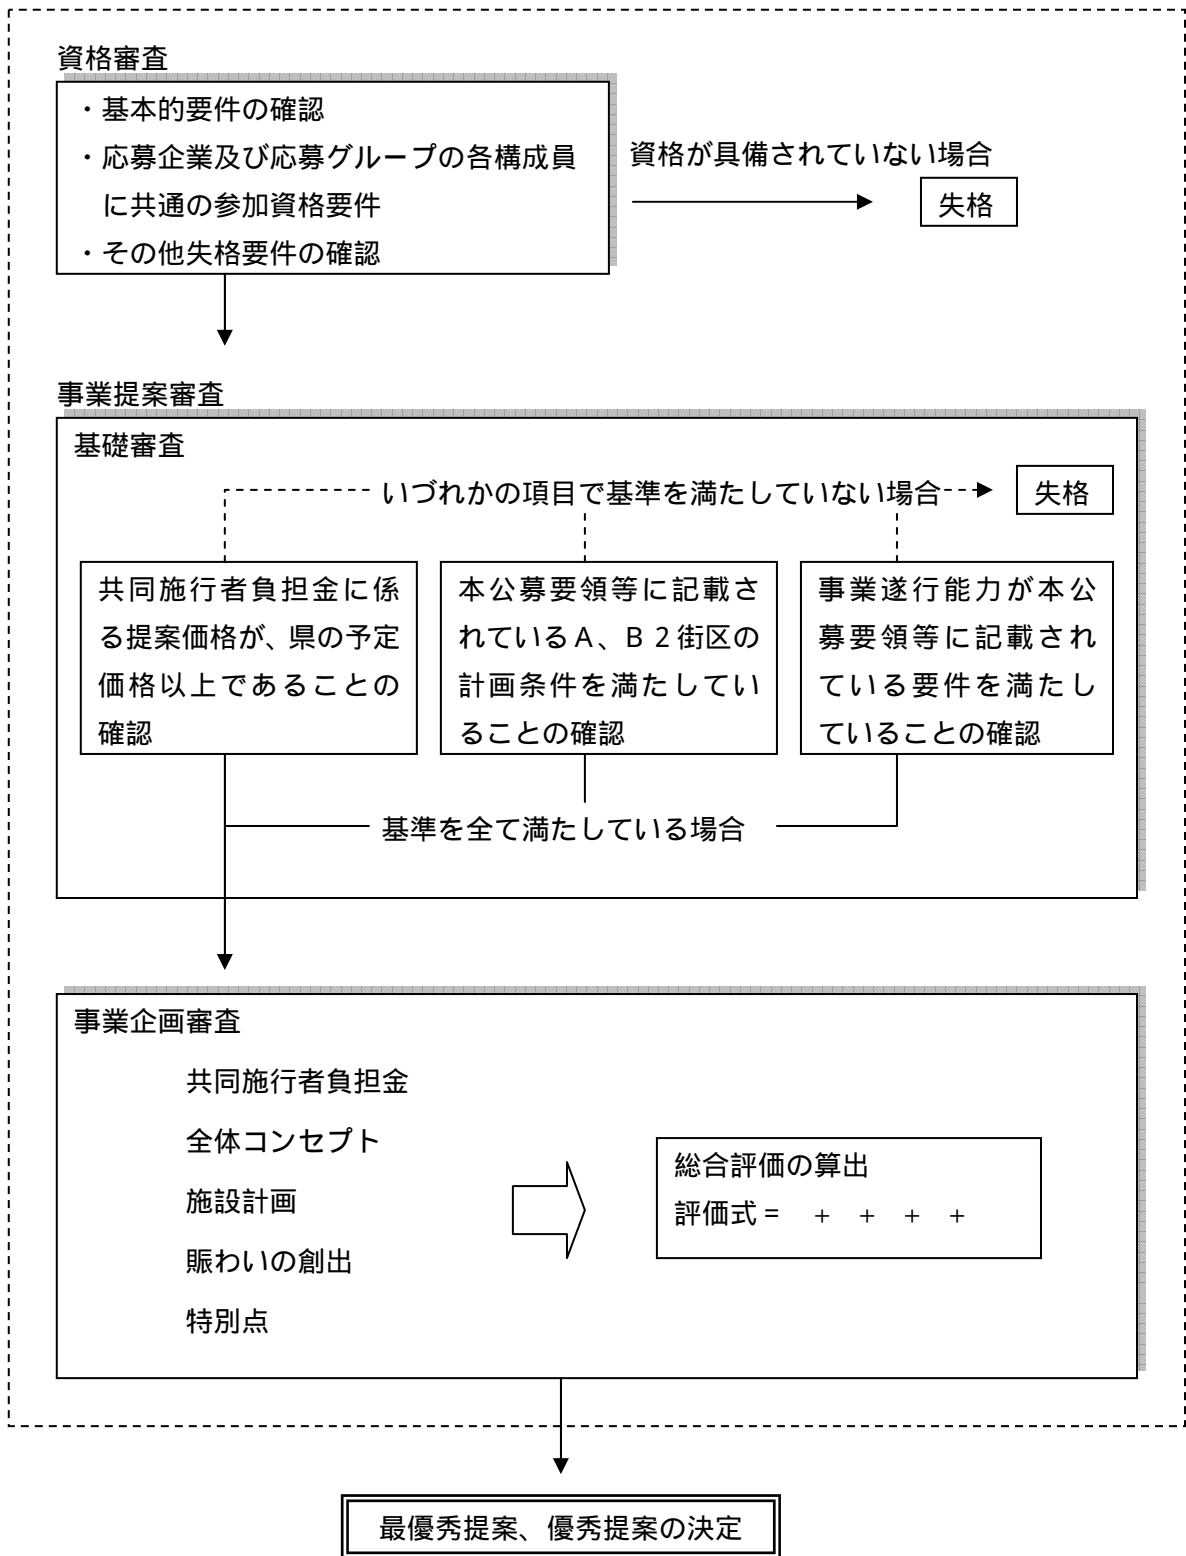 資格審査
・基本的要件の確認
・応募企業及び応募グループの各構成員
に共通の参加資格要件
・その他失格要件の確認
資格が具備されていない場合
失格
事業提案審査
基礎審査
いづれかの項目で基準を満たしていない場合
失格
共同施行者負担金に係
る提案価格が、県の予定
価格以上であることの
確認
本公募要領等に記載さ
れているA、B2街区の
計画条件を満たしてい
ることの確認
事業遂行能力が本公
募要領等に記載され
ている要件を満たし
ていることの確認
基準を全て満たしている場合
事業企画審査
共同施行者負担金
全体コンセプト
施設計画
賑わいの創出
特別点
総合評価の算出
評価式= + + + +
最優秀提案、優秀提案の決定